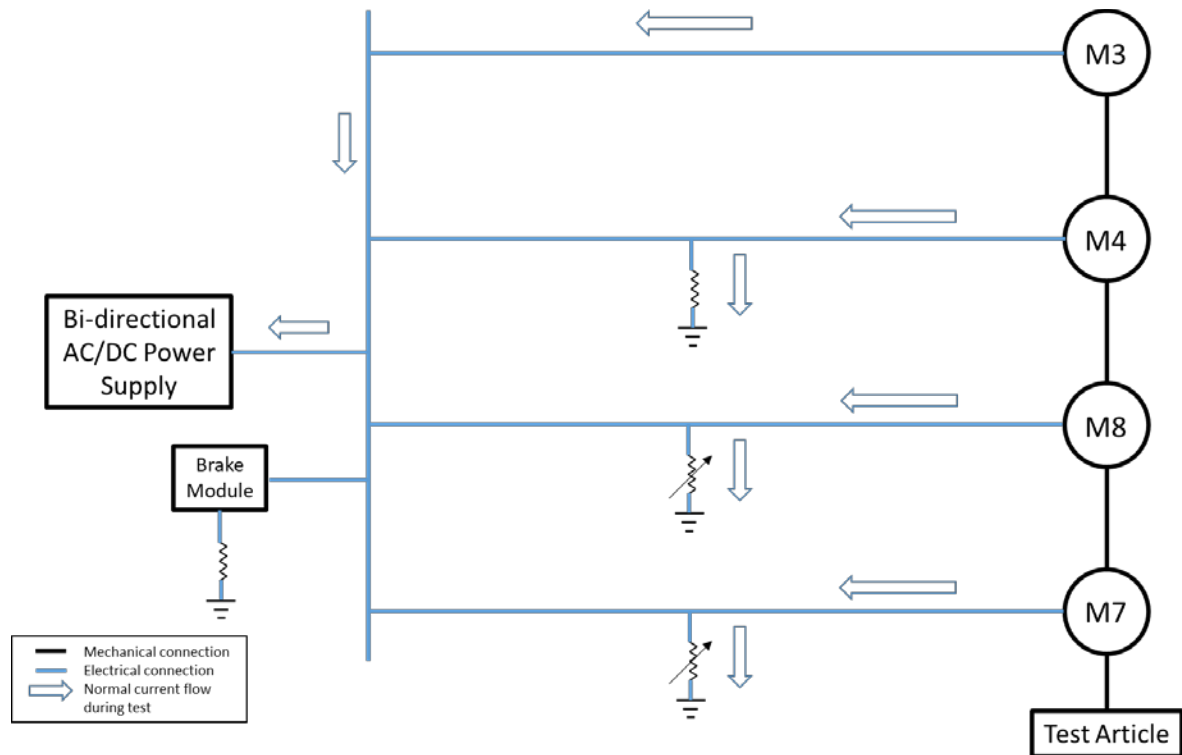 M3
M4
Bi-directional
AC/DC Power
Supply
M8
Brake
Module
M7
Mechanical connection
Electrical connection
Normal current flow
during test
Test Article